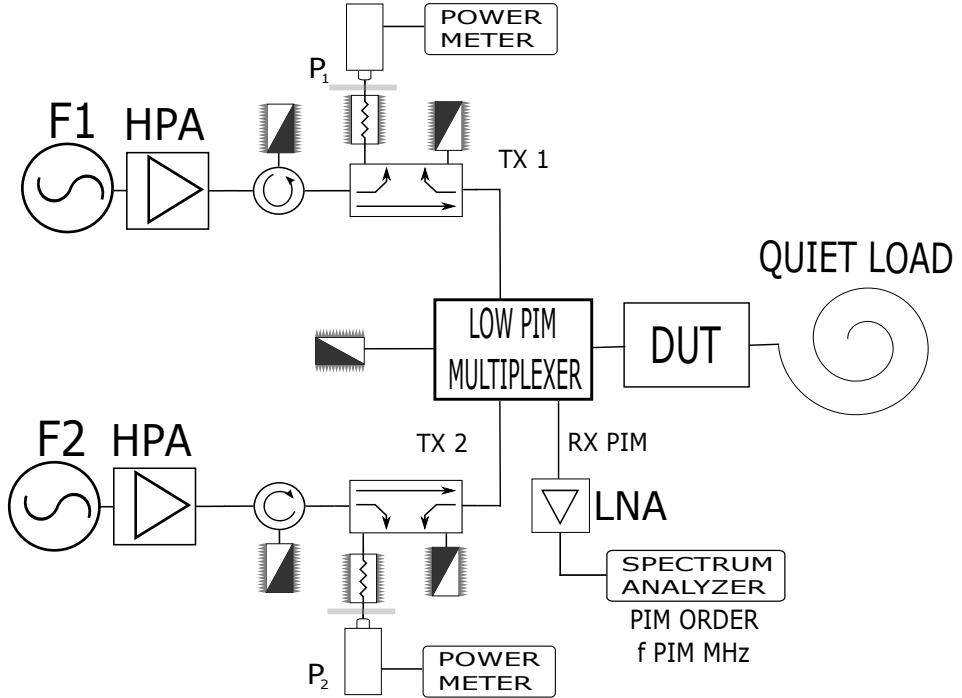 POWER
METER
P1
F1
HPA
TX 1
QUIET LOAD
LOW PIM
MULTIPLEXER
DUT
F2
HPA
TX 2
RX PIM
LNA
SPECTRUM
ANALYZER
PIM ORDER
f PIM MHz
P2
POWER
METER